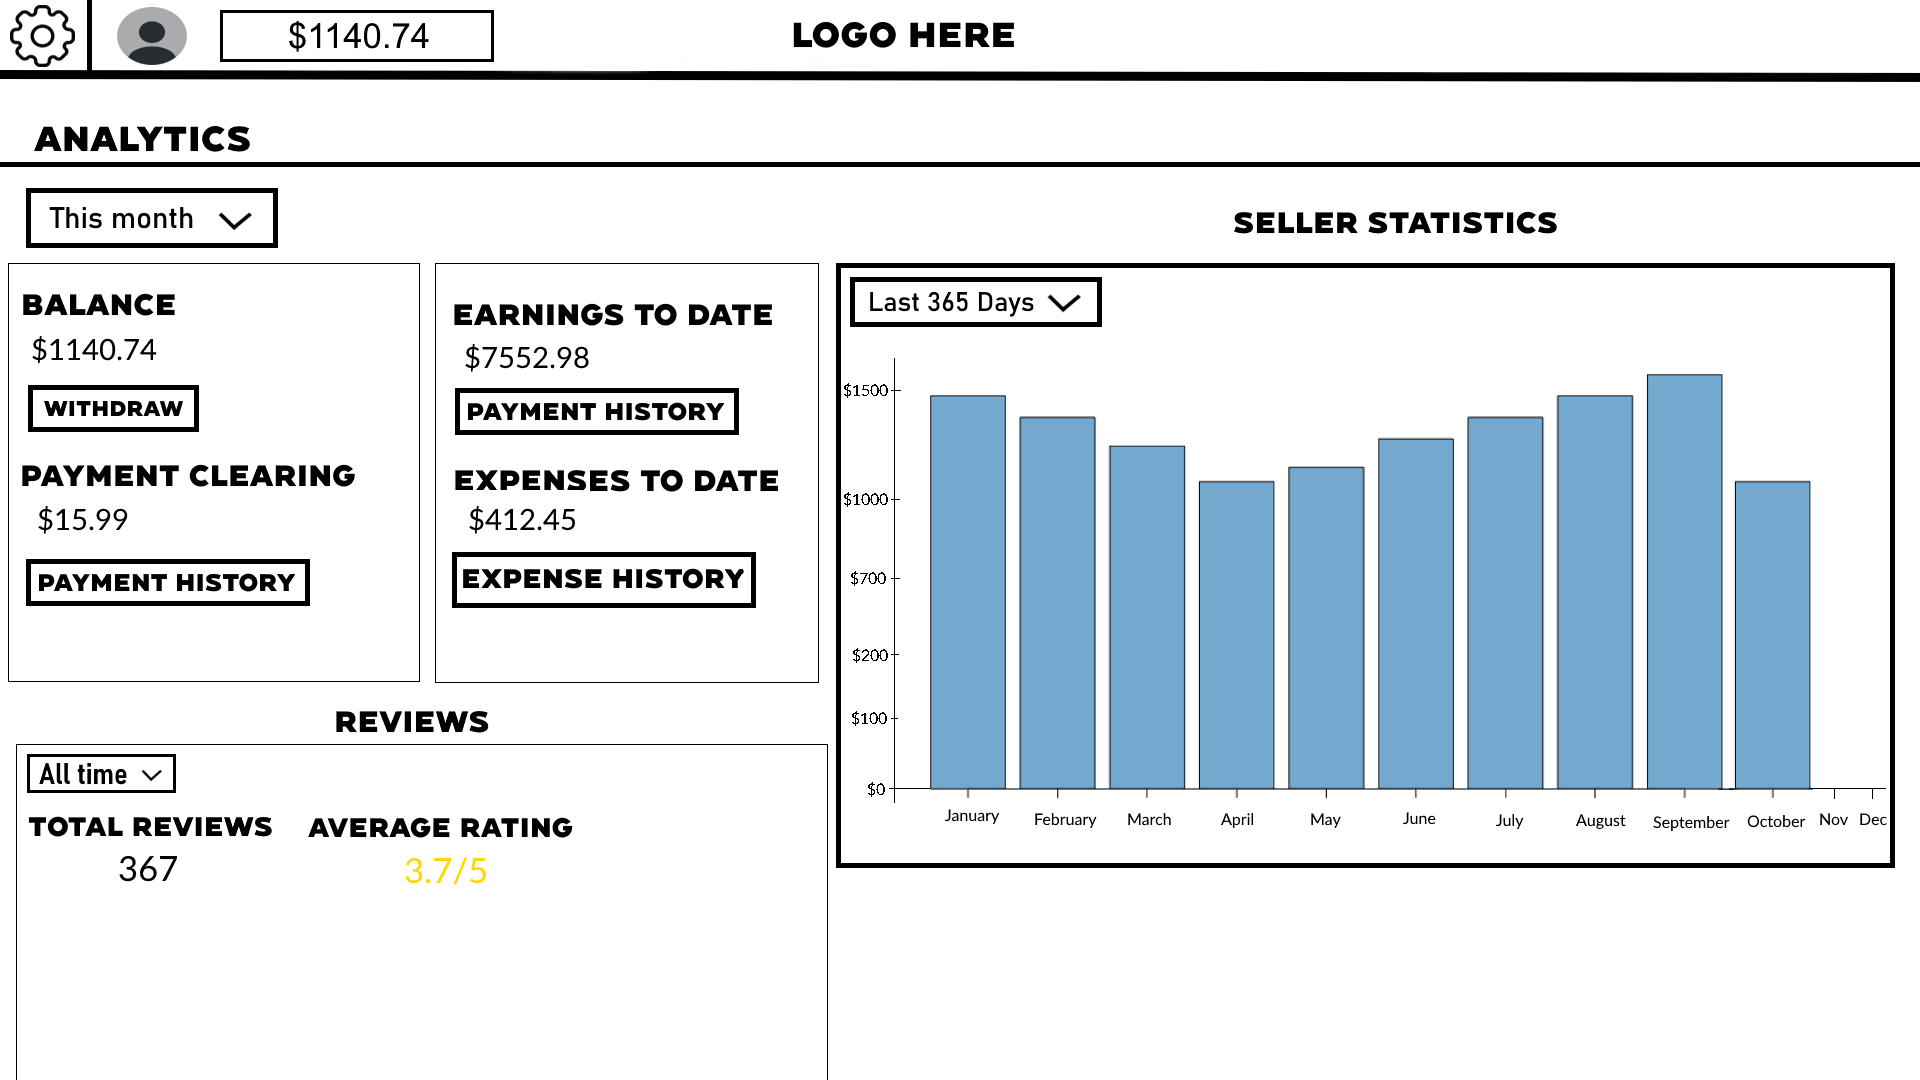 $1140.74
LOGO HERE
ANALYTICS
This month
BALANCE
$1140.74
WITHDRAW
PAYMENT CLEARING
$15.99
PAYMENT HISTORY
EARNINGS TO DATE
$7552.98
PAYMENT HISTORY
EXPENSES TO DATE
$412.45
EXPENSE HISTORY
SELLER STATISTICS
Last 365 Days
$1500
$1000
$700
$200
$100
$0
January February March April May June July August September October Nov Dec
REVIEWS
All time
TOTAL REVIEWS AVERAGE RATING
367 3.7/5